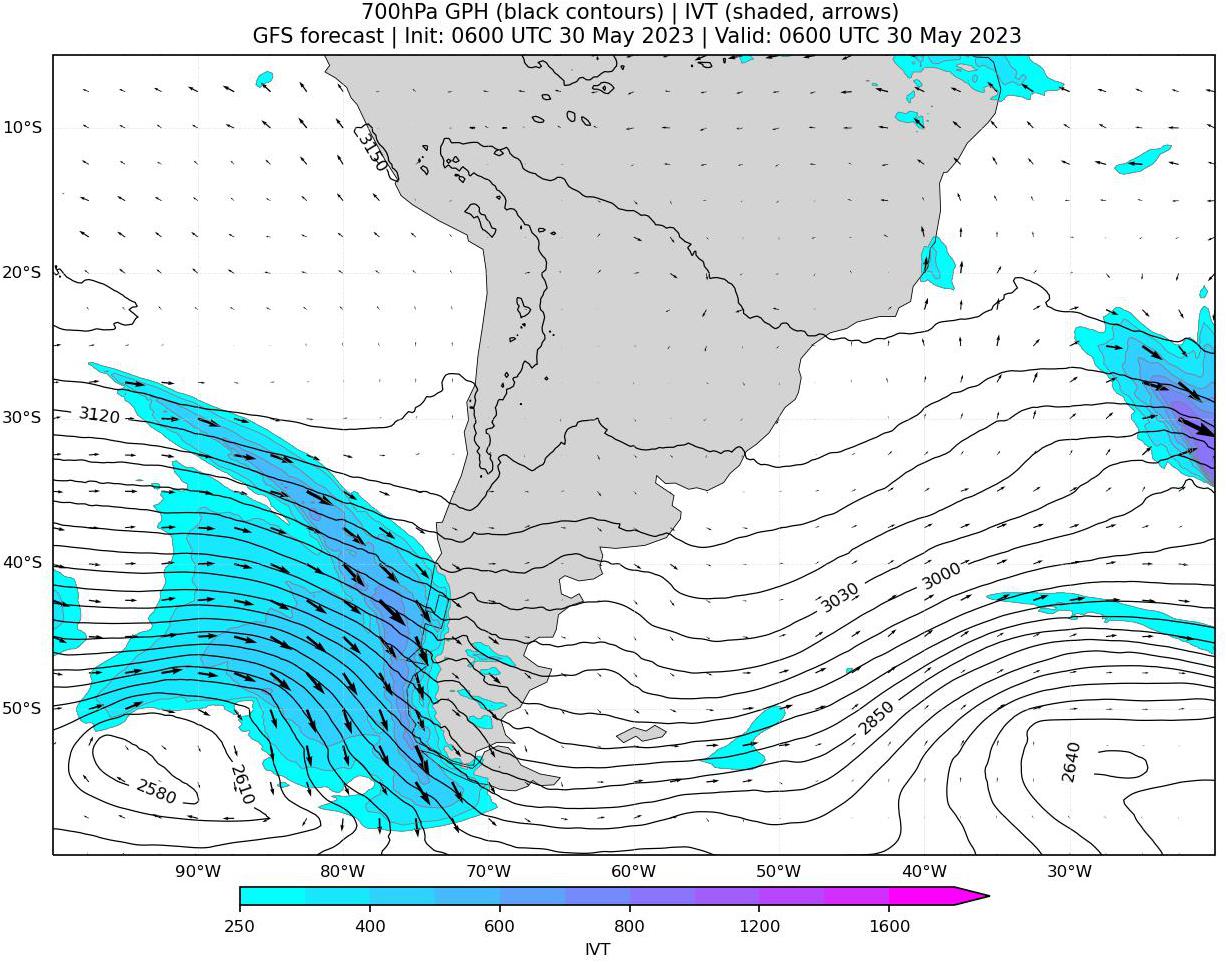 700hPa GPH (black contours) | IVT (shaded, arrows)
GFS forecast | Init: 0600 UTC 30 May 2023 | Valid: 0600 UTC 30 May 2023
10°S
20°S
30°S
40°S
50°S
3150
3120
3030
3000
2850
2640
2610
2580
90°W
80°W
70°W
60°W
50°W
40°W
30°W
250
400
600
800
1200
1600
IVT